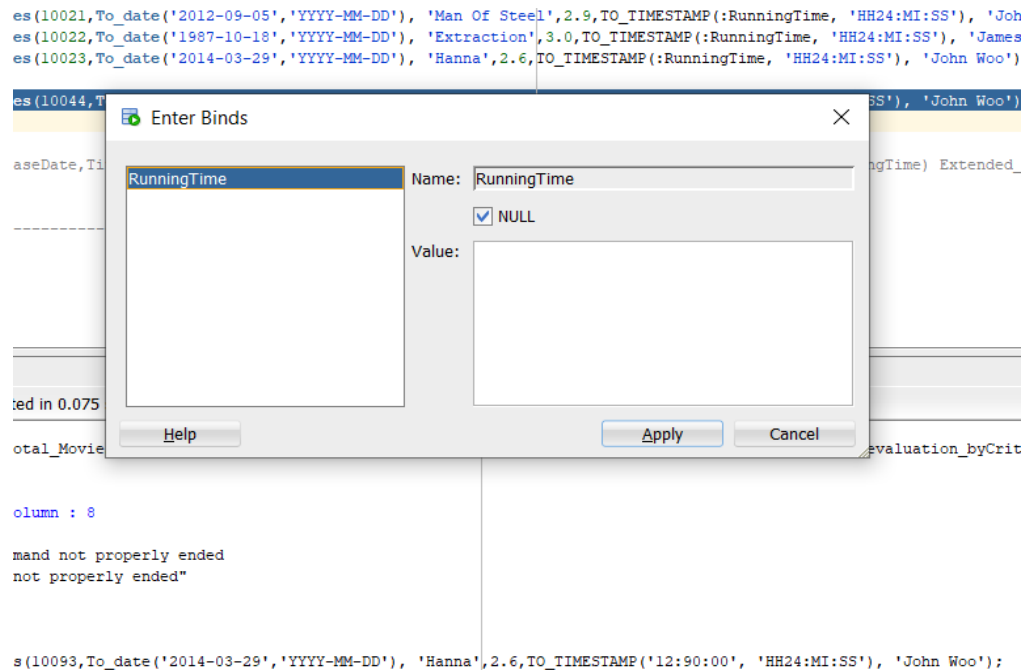 es(10021,To_date('2012-09-05','YYYY-MM-DD'), 'Man Of Steel',2.9,TO_TIMESTAMP(:RunningTime, 'HH24:MI:SS'), 'Joh
es(10022,To_date('1987-10-18','YYYY-MM-DD'), 'Extraction',3.0,TO_TIMESTAMP(:RunningTime, 'HH24:MI:SS'), 'James
es(10023,To_date('2014-03-29','YYYY-MM-DD'), 'Hanna',2.6,TO_TIMESTAMP(:RunningTime, 'HH24:MI:SS'), 'John Woo')
es(10044,T SS'), 'John Woo')
Enter Binds
aseDate,Ti ngTime) Extended_
RunningTime
Name: RunningTime
NULL
----------
Value:
ted in 0.075
Help Apply Cancel
otal_Movie evaluation_byCrit
olumn : 8
mand not properly ended
not properly ended"
s(10093,To_date('2014-03-29','YYYY-MM-DD'), 'Hanna',2.6,TO_TIMESTAMP('12:90:00', 'HH24:MI:SS'), 'John Woo');